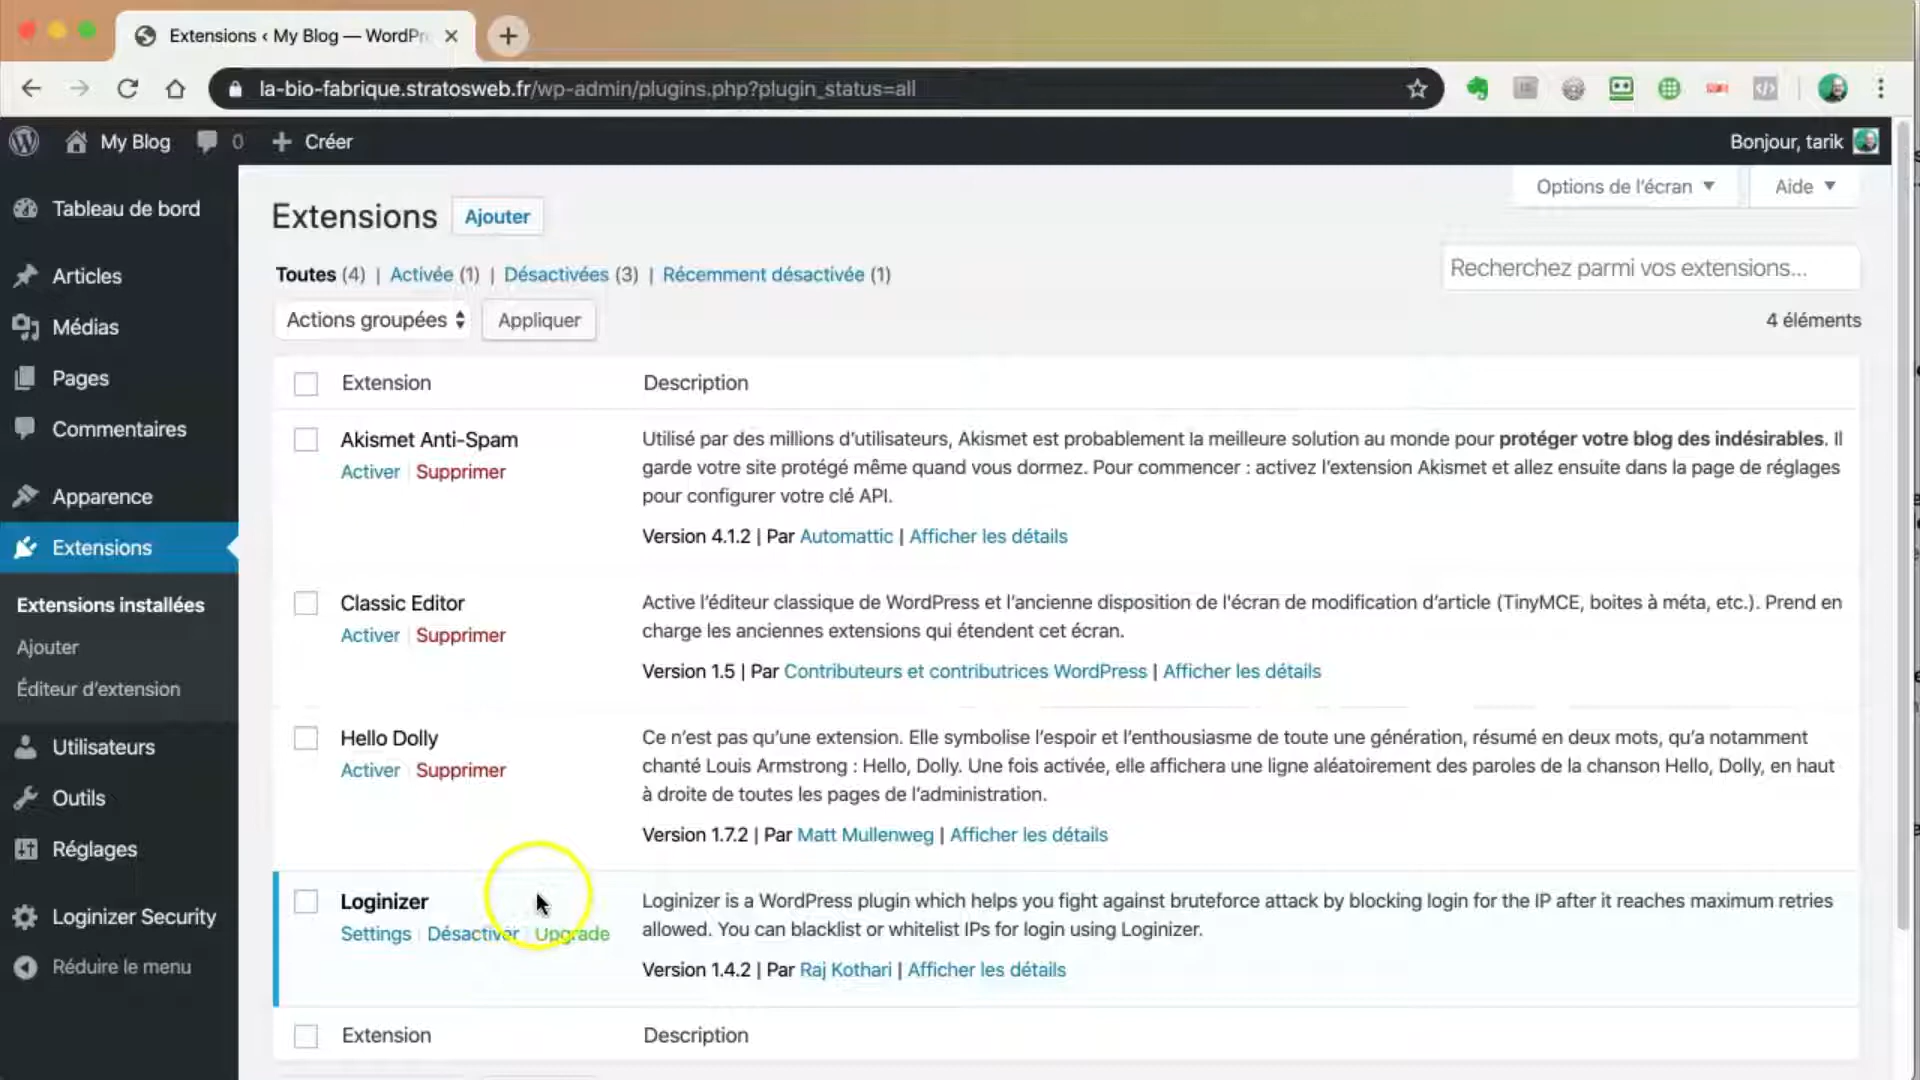 Extensions ‹ My Blog — WordPr
la-bio-fabrique.stratosweb.fr/wp-admin/plugins.php?plugin_status=all
My Blog 0 + Créer Bonjour, tarik
Options de l'écran Aide
Tableau de bord
Articles
Médias
Pages
Commentaires
Apparence
Extensions
Extensions installées
Ajouter
Éditeur d'extension
Utilisateurs
Outils
Réglages
Loginizer Security
Réduire le menu
Extensions Ajouter
Toutes (4) | Activée (1) | Désactivées (3) | Récemment désactivée (1)
Recherchez parmi vos extensions...
Actions groupées Appliquer 4 éléments
Extension Description
Akismet Anti-Spam
Activer | Supprimer
Utilisé par des millions d'utilisateurs, Akismet est probablement la meilleure solution au monde pour protéger votre blog des indésirables. Il
garde votre site protégé même quand vous dormez. Pour commencer : activez l'extension Akismet et allez ensuite dans la page de réglages
pour configurer votre clé API.
Version 4.1.2 | Par Automattic | Afficher les détails
Classic Editor
Activer | Supprimer
Active l'éditeur classique de WordPress et l'ancienne disposition de l'écran de modification d'article (TinyMCE, boites à méta, etc.). Prend en
charge les anciennes extensions qui étendent cet écran.
Version 1.5 | Par Contributeurs et contributrices WordPress | Afficher les détails
Hello Dolly
Activer | Supprimer
Ce n'est pas qu'une extension. Elle symbolise l'espoir et l'enthousiasme de toute une génération, résumé en deux mots, qu'a notamment
chanté Louis Armstrong : Hello, Dolly. Une fois activée, elle affichera une ligne aléatoirement des paroles de la chanson Hello, Dolly, en haut
à droite de toutes les pages de l'administration.
Version 1.7.2 | Par Matt Mullenweg | Afficher les détails
Loginizer
Settings | Désactiver | Upgrade
Loginizer is a WordPress plugin which helps you fight against bruteforce attack by blocking login for the IP after it reaches maximum retries
allowed. You can blacklist or whitelist IPs for login using Loginizer.
Version 1.4.2 | Par Raj Kothari | Afficher les détails
Extension Description